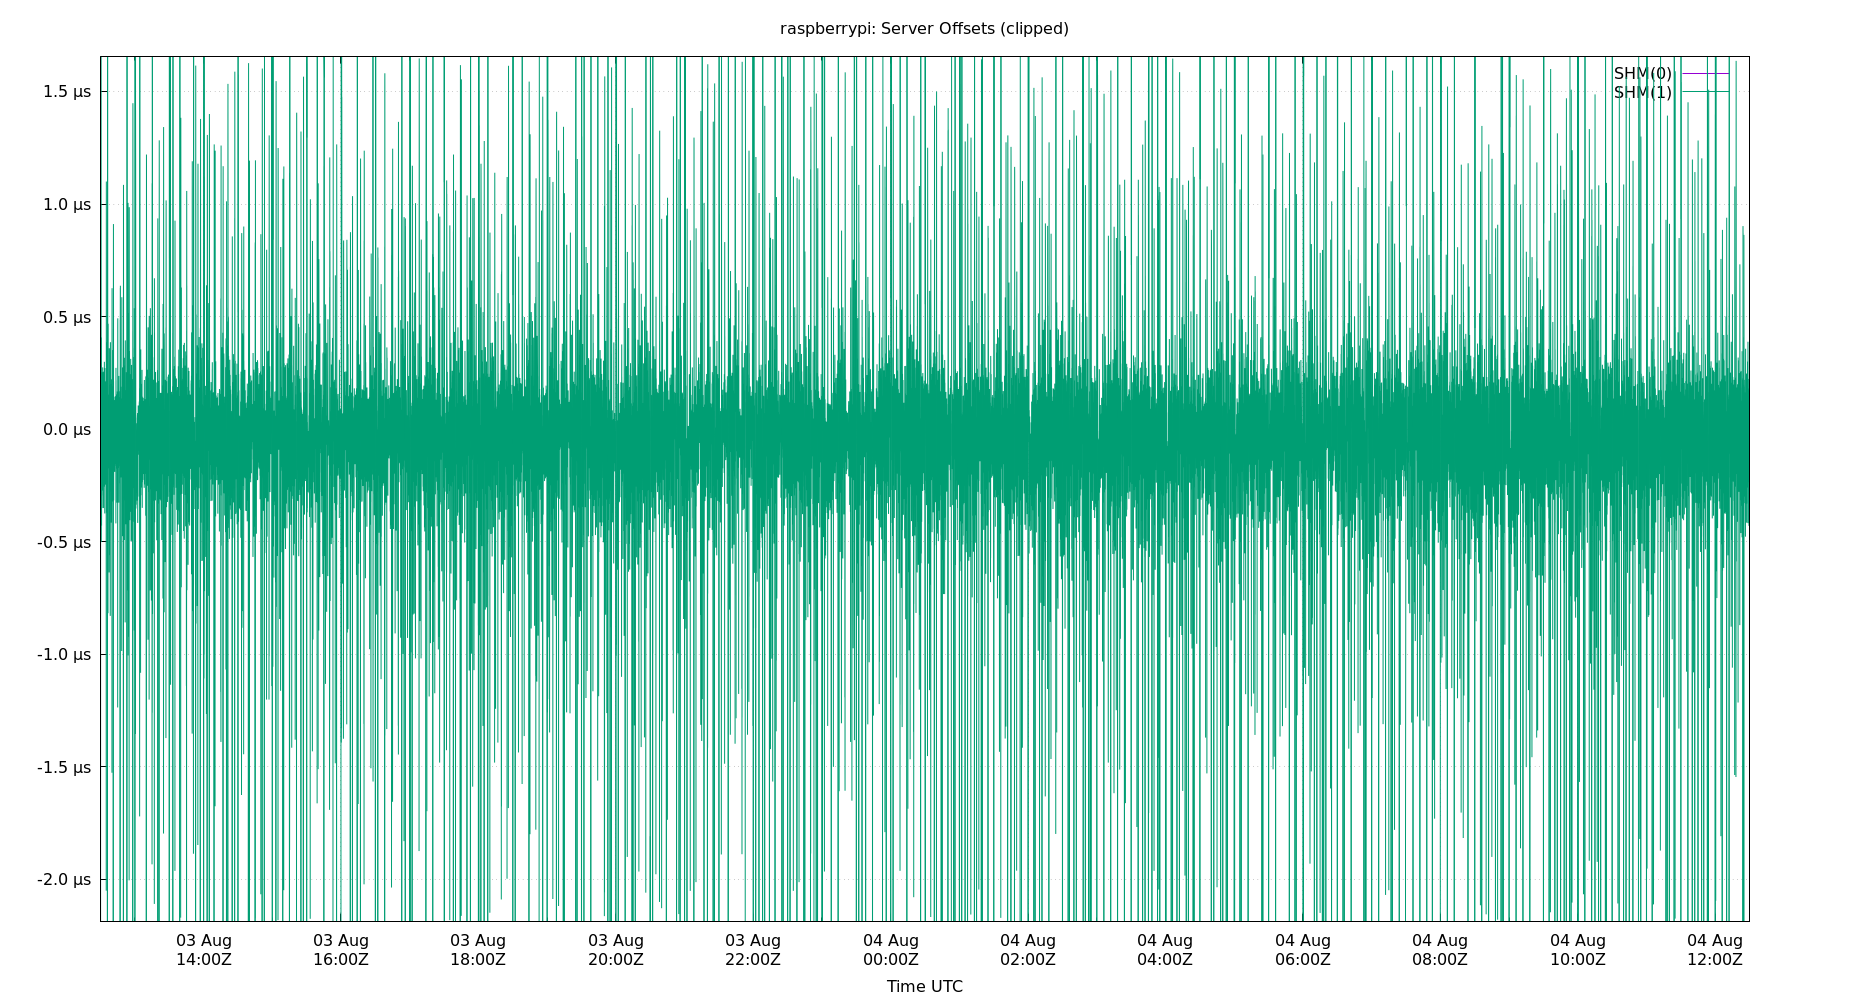 raspberrypi: Server Offsets (clipped)
SHM(0)
SHM(1)
1.5 µs
1.0 µs
0.5 µs
0.0 µs
-0.5 µs
-1.0 µs
-1.5 µs
-2.0 µs
03 Aug 03 Aug 03 Aug 03 Aug 03 Aug 04 Aug 04 Aug 04 Aug 04 Aug 04 Aug 04 Aug 04 Aug
14:00Z 16:00Z 18:00Z 20:00Z 22:00Z 00:00Z 02:00Z 04:00Z 06:00Z 08:00Z 10:00Z 12:00Z
Time UTC